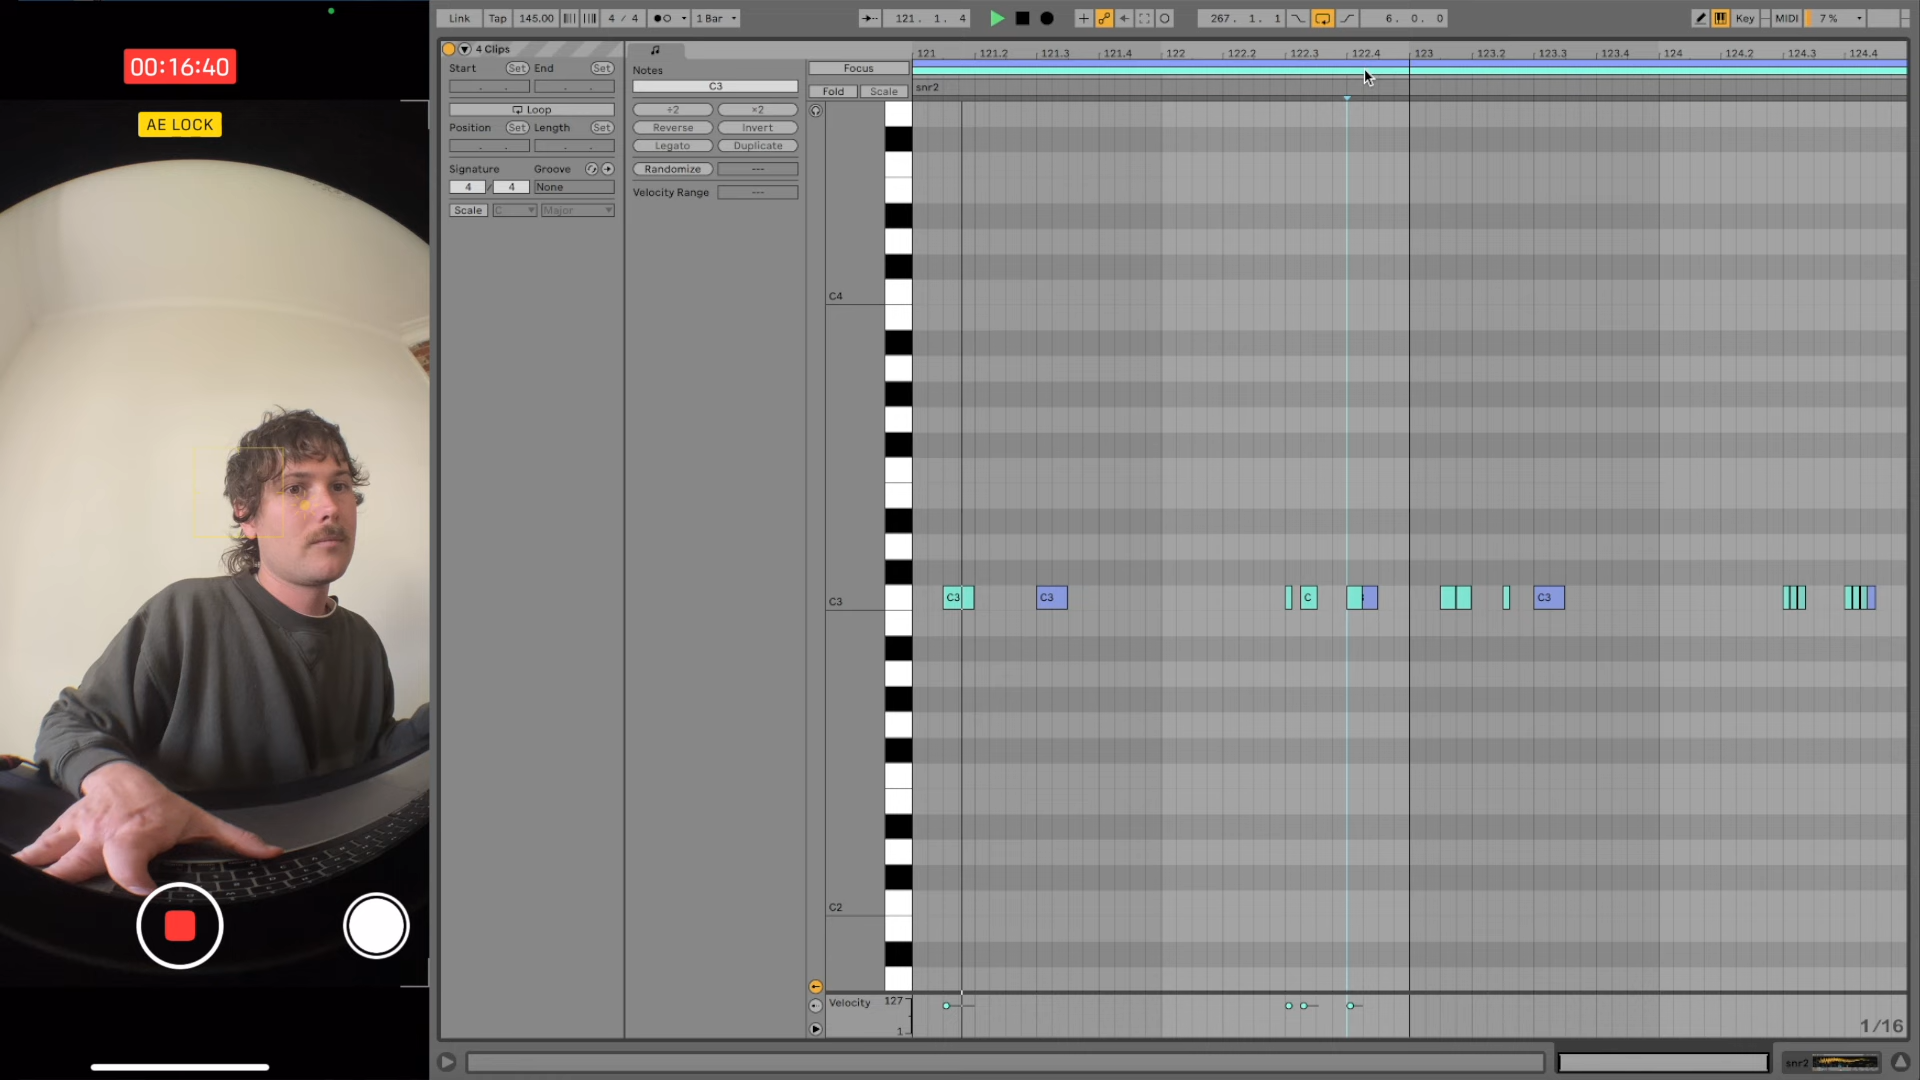 00:16:40
AE LOCK
Link Tap 145.00 4 / 4 1 Bar 121. 1. 4 267. 1. 1 6. 0. 0 Key MIDI 7 %
4 Clips
Start Set End Set
Loop
Position Set Length Set
Signature Groove
4 / 4 None
Scale C Major
Notes
C3
÷2 ×2
Reverse Invert
Legato Duplicate
Randomize ---
Velocity Range ---
Focus
Fold Scale
121 121.2 121.3 121.4 122 122.2 122.3 122.4 123 123.2 123.3 123.4 124 124.2 124.3 124.4
snr2
C4
C3
C3 C3 C C3
C2
Velocity 127
1
1/16
snr2